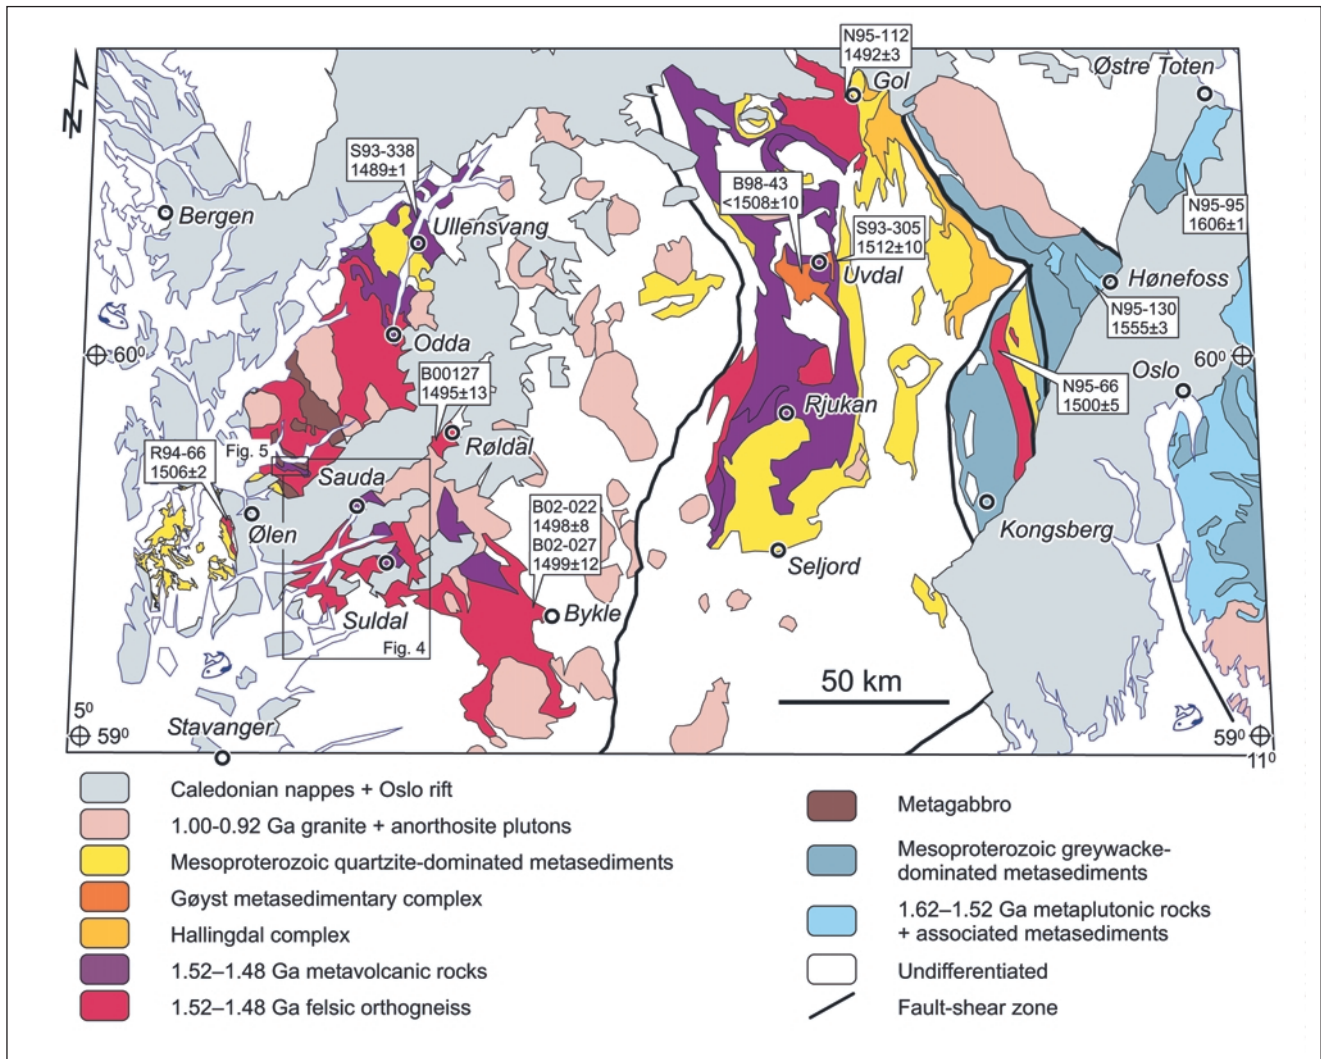 N95-112
1492±3
Gol
Østre Toten
N
S93-338
1489±1
B98-43
<1508±10
N95-95
1606±1
Bergen
Ullensvang
S93-305
1512±10
Uvdal
Hønefoss
N95-130
1555±3
Odda
60⁰
60⁰
B00127
1495±13
Oslo
N95-66
1500±5
Rjukan
Røldal
R94-66
1506±2
Fig. 5
Sauda
B02-022
1498±8
B02-027
1499±12
Ølen
Kongsberg
Seljord
Suldal
Bykle
Fig. 4
50 km
5⁰
59⁰
Stavanger
59⁰
11⁰
Caledonian nappes + Oslo rift
1.00-0.92 Ga granite + anorthosite plutons
Mesoproterozoic quartzite-dominated metasediments
Gøyst metasedimentary complex
Hallingdal complex
1.52–1.48 Ga metavolcanic rocks
1.52–1.48 Ga felsic orthogneiss
Metagabbro
Mesoproterozoic greywacke-
dominated metasediments
1.62–1.52 Ga metaplutonic rocks
+ associated metasediments
Undifferentiated
Fault-shear zone